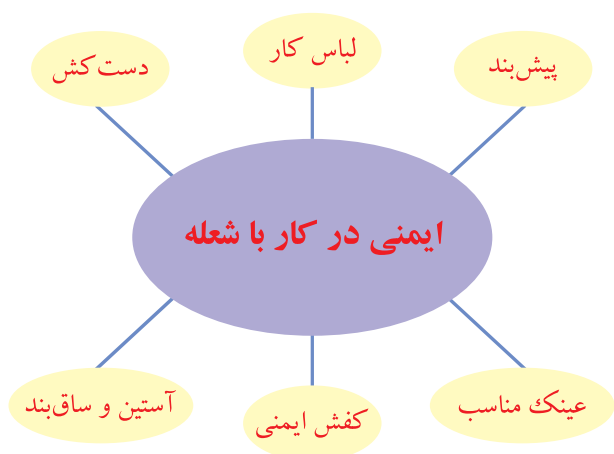 پیش‌بند
لباس کار
دست‌کش
ایمنی در کار با شعله
عینک مناسب
کفش ایمنی
آستین و ساق‌بند